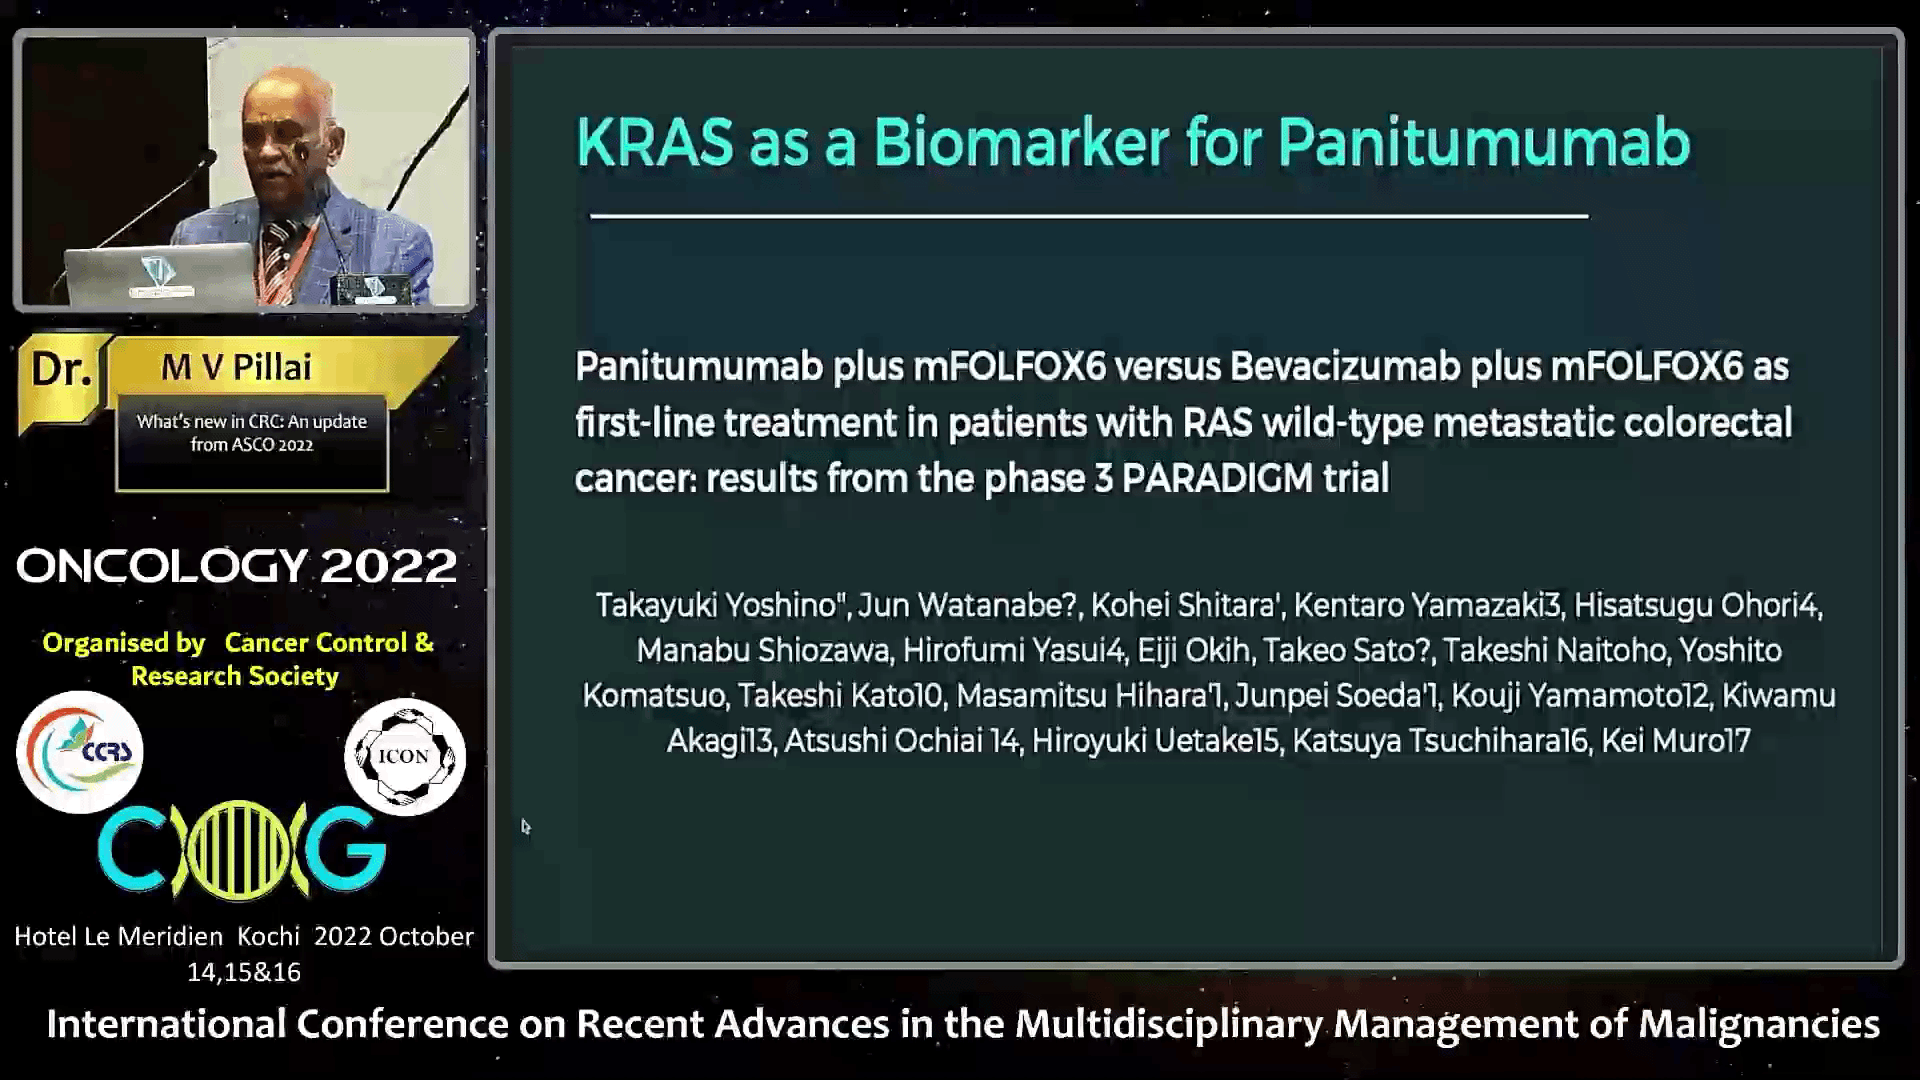 KRAS as a Biomarker for Panitumumab
Panitumumab plus mFOLFOX6 versus Bevacizumab plus mFOLFOX6 as
first-line treatment in patients with RAS wild-type metastatic colorectal
cancer: results from the phase 3 PARADIGM trial
Takayuki Yoshino", Jun Watanabe?, Kohei Shitara', Kentaro Yamazaki3, Hisatsugu Ohori4,
Manabu Shiozawa, Hirofumi Yasui4, Eiji Okih, Takeo Sato?, Takeshi Naitoho, Yoshito
Komatsuo, Takeshi Kato10, Masamitsu Hihara'1, Junpei Soeda'1, Kouji Yamamoto12, Kiwamu
Akagi13, Atsushi Ochiai 14, Hiroyuki Uetake15, Katsuya Tsuchihara16, Kei Muro17
Dr. M V Pillai
What's new in CRC: An update
from ASCO 2022
ONCOLOGY 2022
Organised by Cancer Control &
Research Society
CCRS
ICON
Hotel Le Meridien Kochi 2022 October
14,15&16
International Conference on Recent Advances in the Multidisciplinary Management of Malignancies